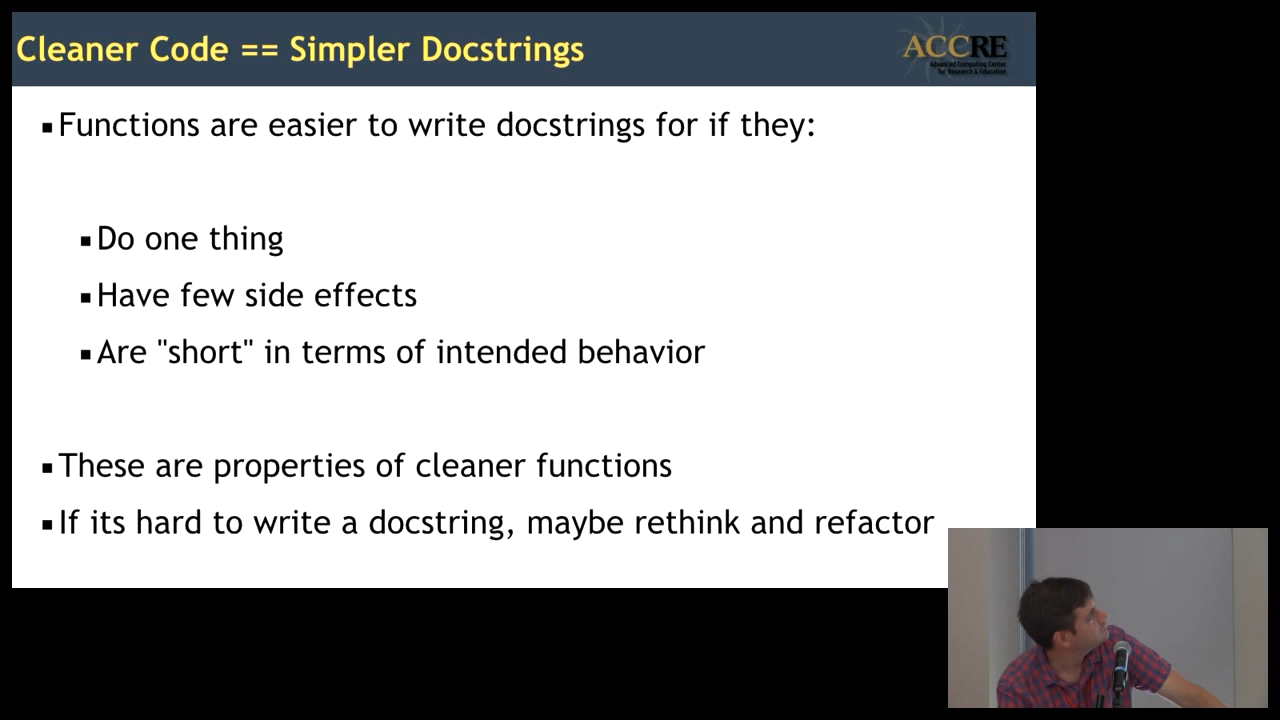 Cleaner Code == Simpler Docstrings
ACCRE
Advanced Computing Center
for Research & Education
Functions are easier to write docstrings for if they:
Do one thing
Have few side effects
Are "short" in terms of intended behavior
These are properties of cleaner functions
If its hard to write a docstring, maybe rethink and refactor